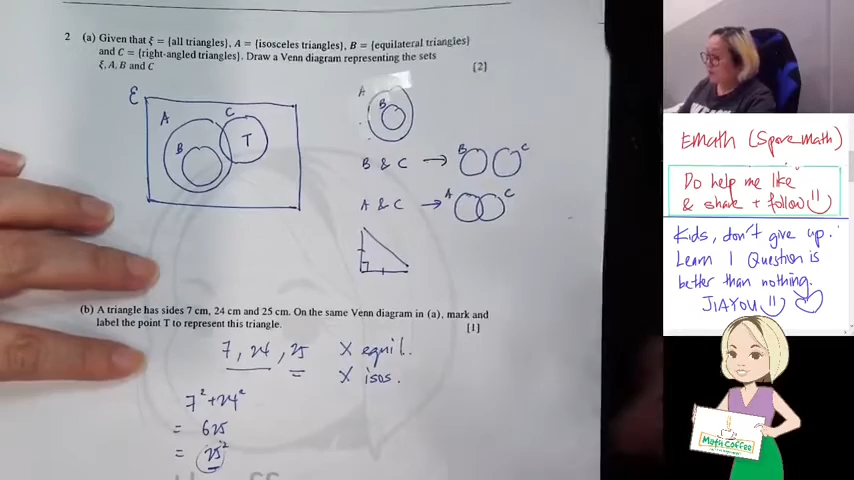 2 (a) Given that ξ = {all triangles}, A = {isosceles triangles}, B = {equilateral triangles}
and C = {right-angled triangles}. Draw a Venn diagram representing the sets
ξ, A, B and C
[2]
ξ
A
B
C
T
A
B
B & C → B C
A & C → A C
(b) A triangle has sides 7 cm, 24 cm and 25 cm. On the same Venn diagram in (a), mark and
label the point T to represent this triangle.
[1]
7, 24, 25
X equil.
X isos.
7² + 24²
= 625
= 25²
EMath (Spore Math)
Do help me like
& share + follow
Kids, don't give up.
Learn 1 Question is
better than nothing.
JIAYOU
Math Coffee